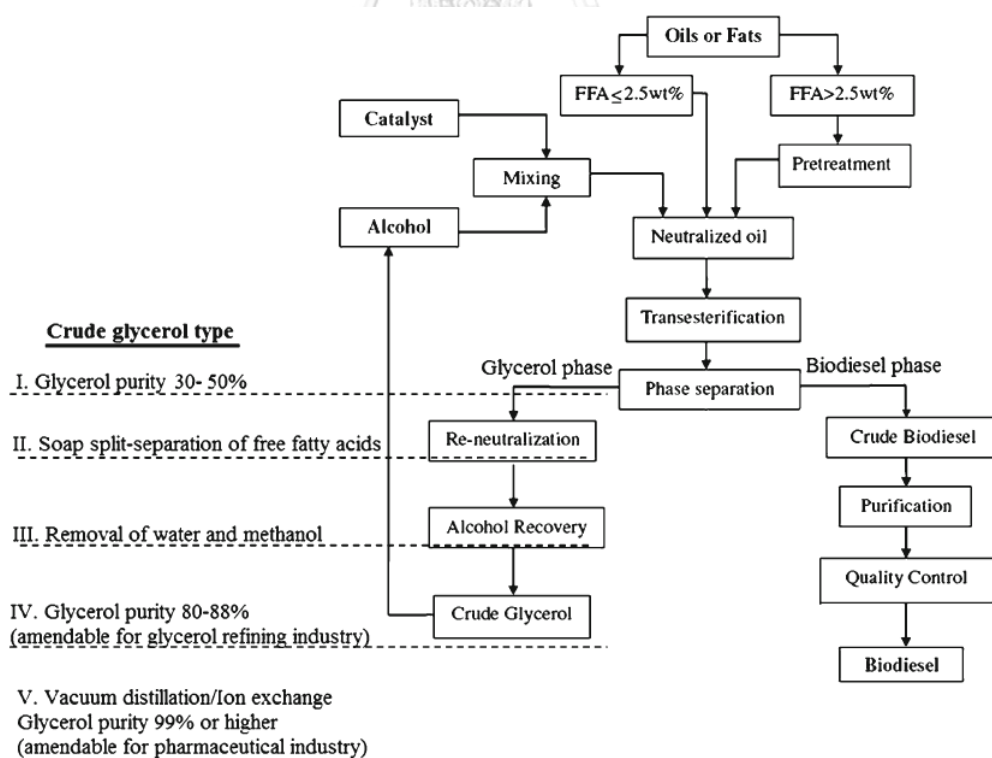 Oils or Fats
FFA≤2.5wt%
FFA>2.5wt%
Catalyst
Pretreatment
Mixing
Alcohol
Neutralized oil
Transesterification
Crude glycerol type
Glycerol phase
Biodiesel phase
I. Glycerol purity 30- 50%
Phase separation
II. Soap split-separation of free fatty acids
Re-neutralization
Crude Biodiesel
Purification
III. Removal of water and methanol
Alcohol Recovery
Quality Control
IV. Glycerol purity 80-88%
(amendable for glycerol refining industry)
Crude Glycerol
Biodiesel
V. Vacuum distillation/Ion exchange
Glycerol purity 99% or higher
(amendable for pharmaceutical industry)